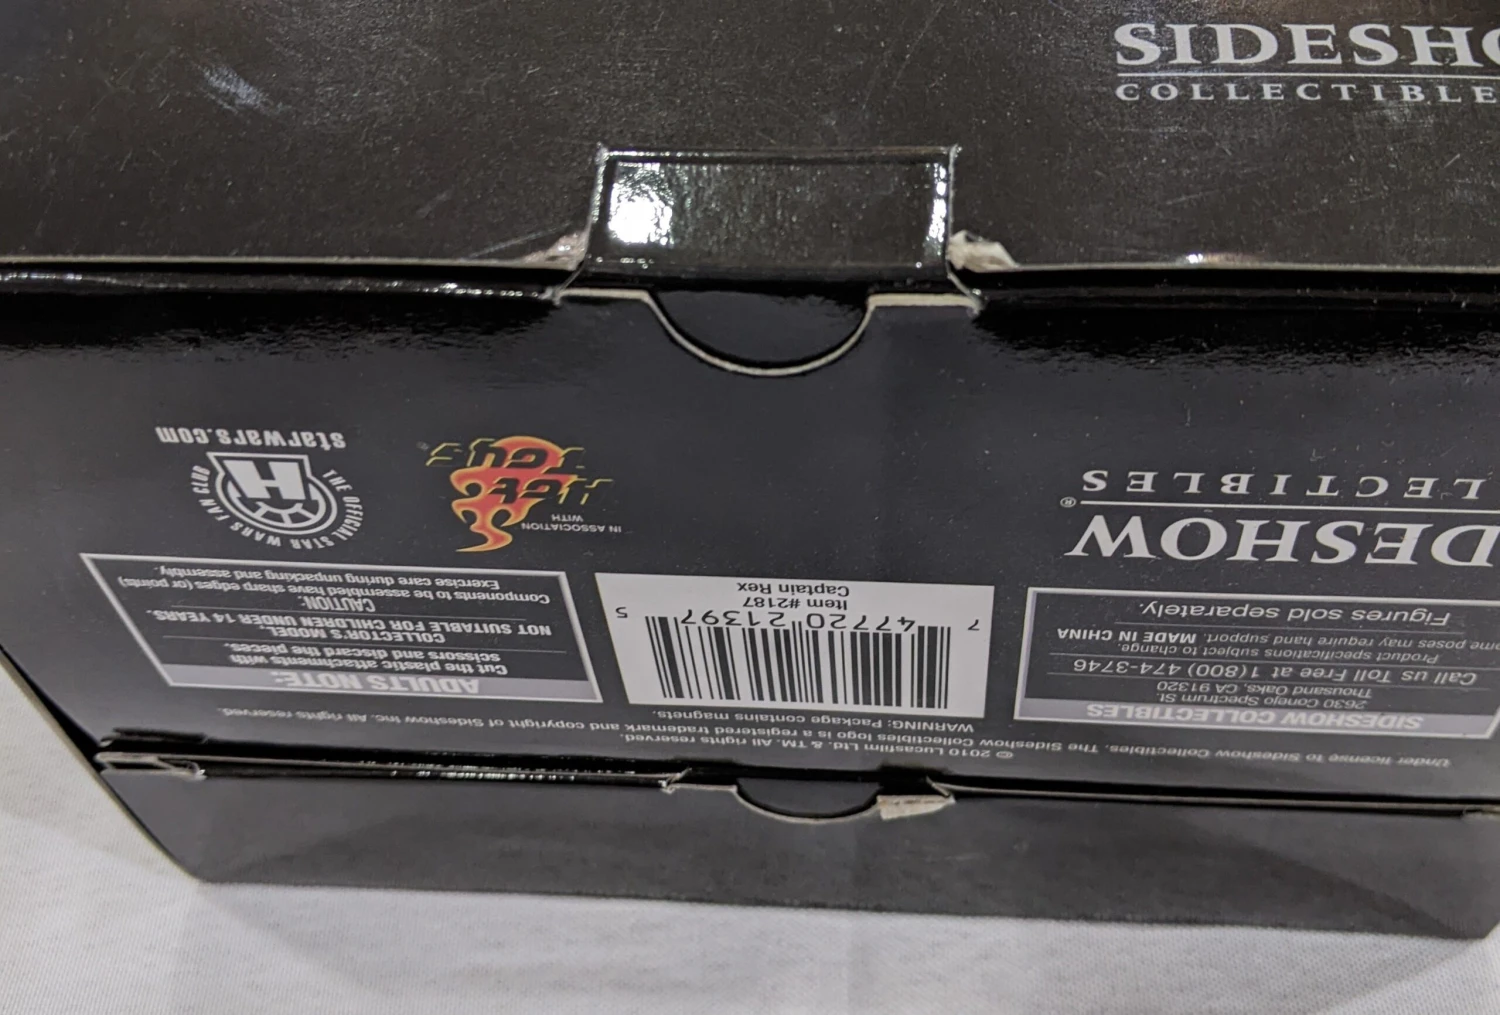 SIDESHO
COLLECTIBLE
Under license to Sideshow Collectibles. The Sideshow Collectibles logo is a registered trademark and copyright of Sideshow Inc. All rights reserved.
© 2010 Lucasfilm Ltd. & TM. All rights reserved.
WARNING: Package contains magnets.
SIDESHOW COLLECTIBLES
2630 Conejo Spectrum St.
Thousand Oaks, CA 91320
Call us Toll Free at 1(800) 474-3746
Product specifications subject to change.
ome poses may require hand support. MADE IN CHINA
Figures sold separately.
7 47720 21397 5
Item #2187
Captain Rex
ADULTS NOTE:
Cut the plastic attachments with
scissors and discard the pieces.
COLLECTOR'S MODEL.
NOT SUITABLE FOR CHILDREN UNDER 14 YEARS.
CAUTION:
Components to be assembled have sharp edges (or points)
Exercise care during unpacking and assembly.
DESHOW
LECTIBLES ®
IN ASSOCIATION
WITH
HOT
TOYS
THE OFFICIAL STAR WARS FAN CLUB
H
starwars.com